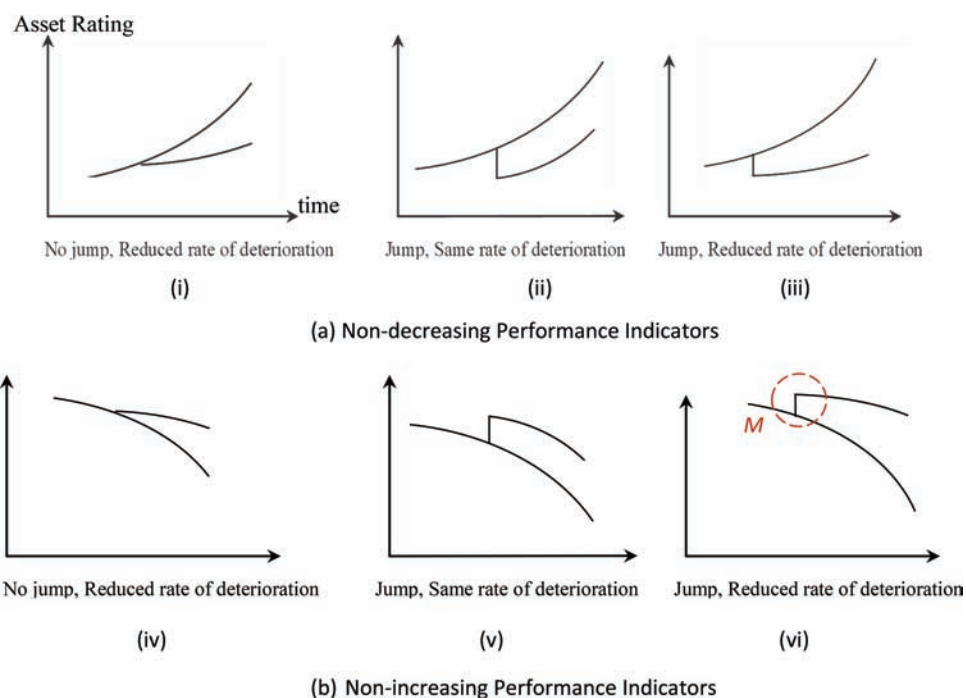 Asset Rating
time
No jump, Reduced rate of deterioration
Jump, Same rate of deterioration
Jump, Reduced rate of deterioration
(i)
(ii)
(iii)
(a) Non-decreasing Performance Indicators
M
No jump, Reduced rate of deterioration
Jump, Same rate of deterioration
Jump, Reduced rate of deterioration
(iv)
(v)
(vi)
(b) Non-increasing Performance Indicators